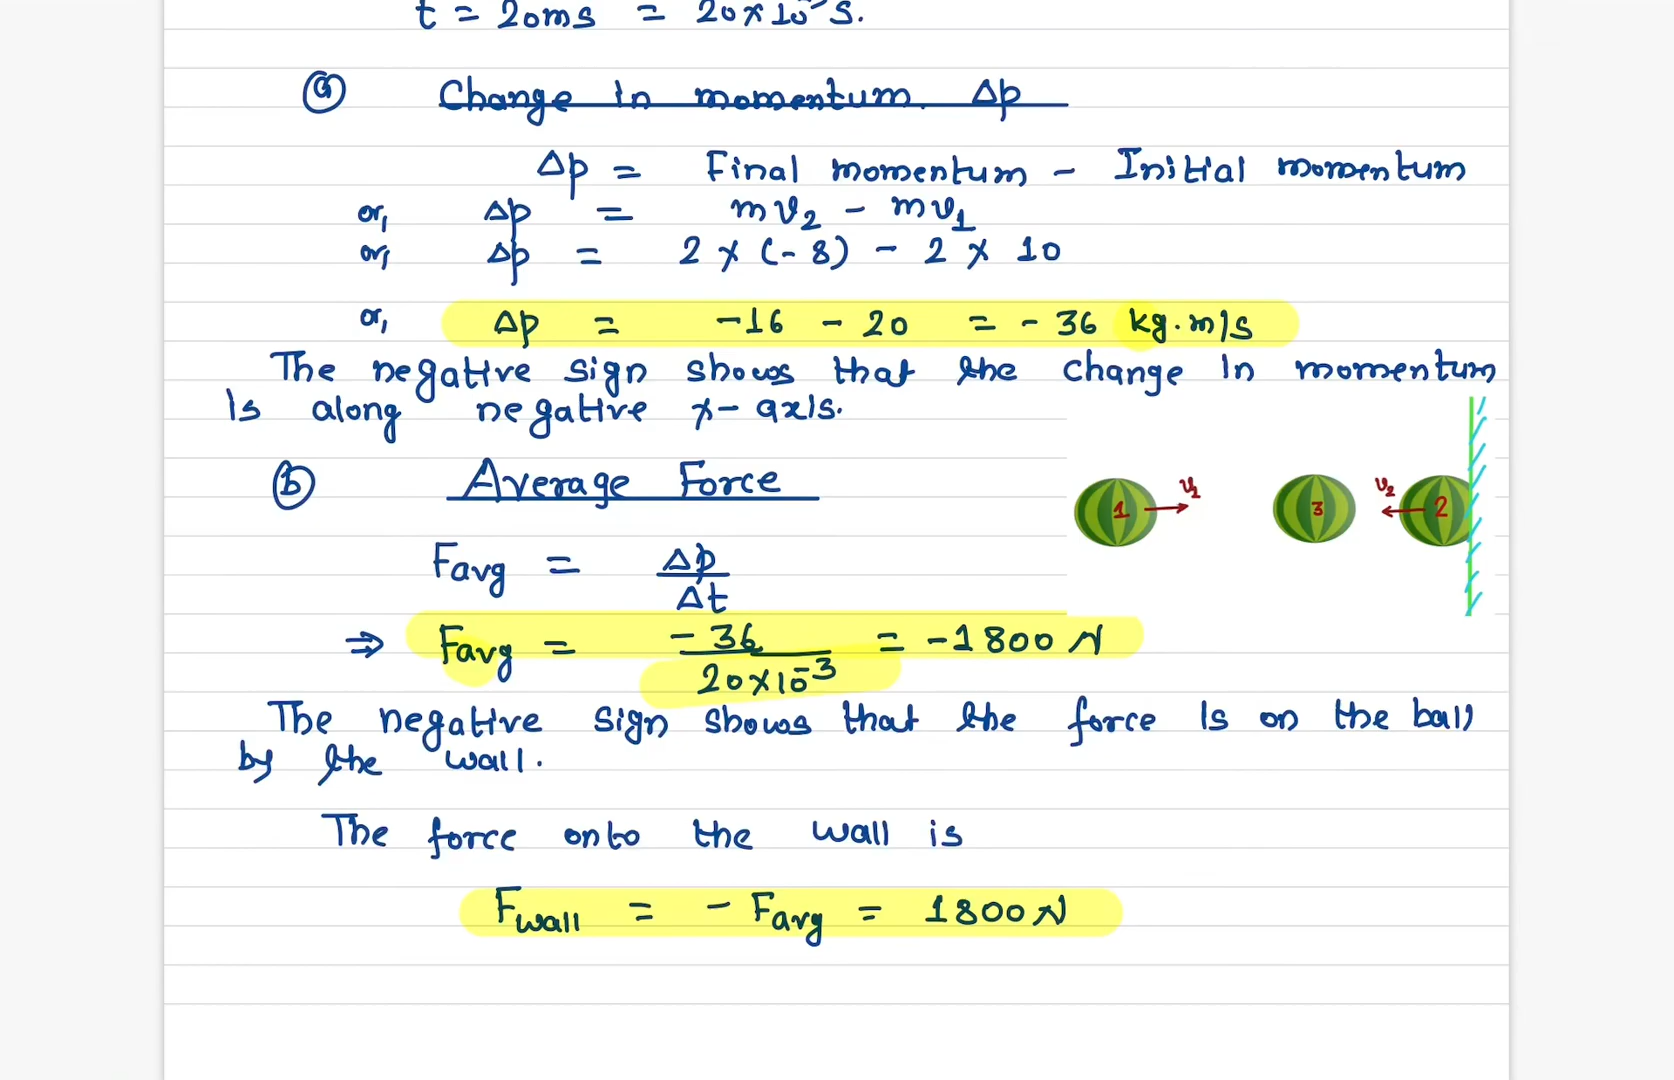 t = 20ms = 20×10⁻³ s.
(a) Change in momentum Δp
Δp = Final momentum - Initial momentum
or, Δp = mv₂ - mv₁
or, Δp = 2 × (-8) - 2 × 10
or, Δp = -16 - 20 = -36 kg.m/s
The negative sign shows that the change in momentum
is along negative x-axis.
(b) Average Force
1 v₁ 3 v₂ 2
Favg = Δp/Δt
⇒ Favg = -36/20×10⁻³ = -1800 N
The negative sign shows that the force is on the ball
by the wall.
The force onto the wall is
Fwall = - Favg = 1800 N